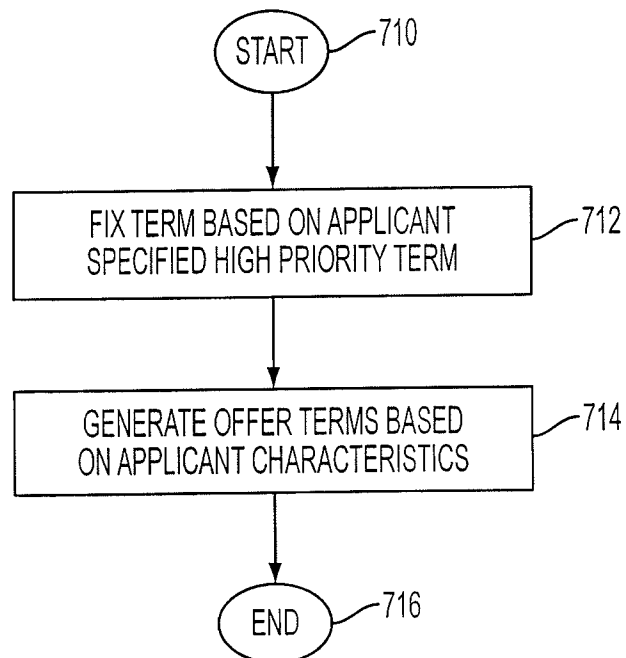 START
710
FIX TERM BASED ON APPLICANT
SPECIFIED HIGH PRIORITY TERM
712
GENERATE OFFER TERMS BASED
ON APPLICANT CHARACTERISTICS
714
END
716